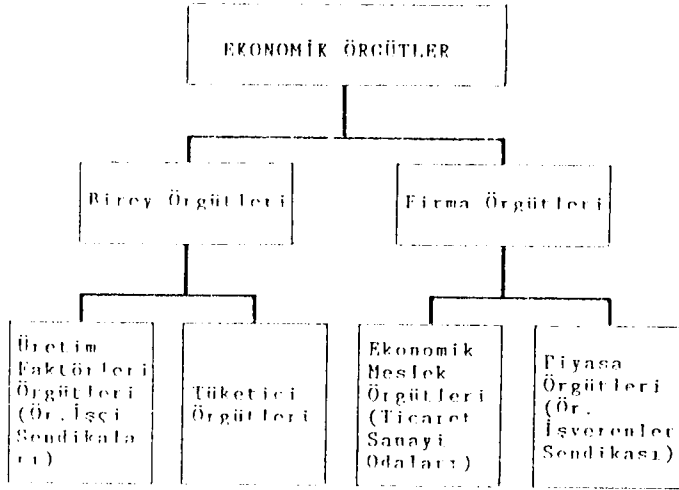 EKONOMİK ÖRGÜTLER
Birey Örgütleri
Firma Örgütleri
Üretim
Faktörleri
Örgütleri
(Ör.İşçi
Sendikala
rı)
Tüketici
Örgütleri
Ekonomik
Meslek
Örgütleri
(Ticaret
Sanayi
Odaları)
Piyasa
Örgütleri
(Ör.
İşverenler
Sendikası)